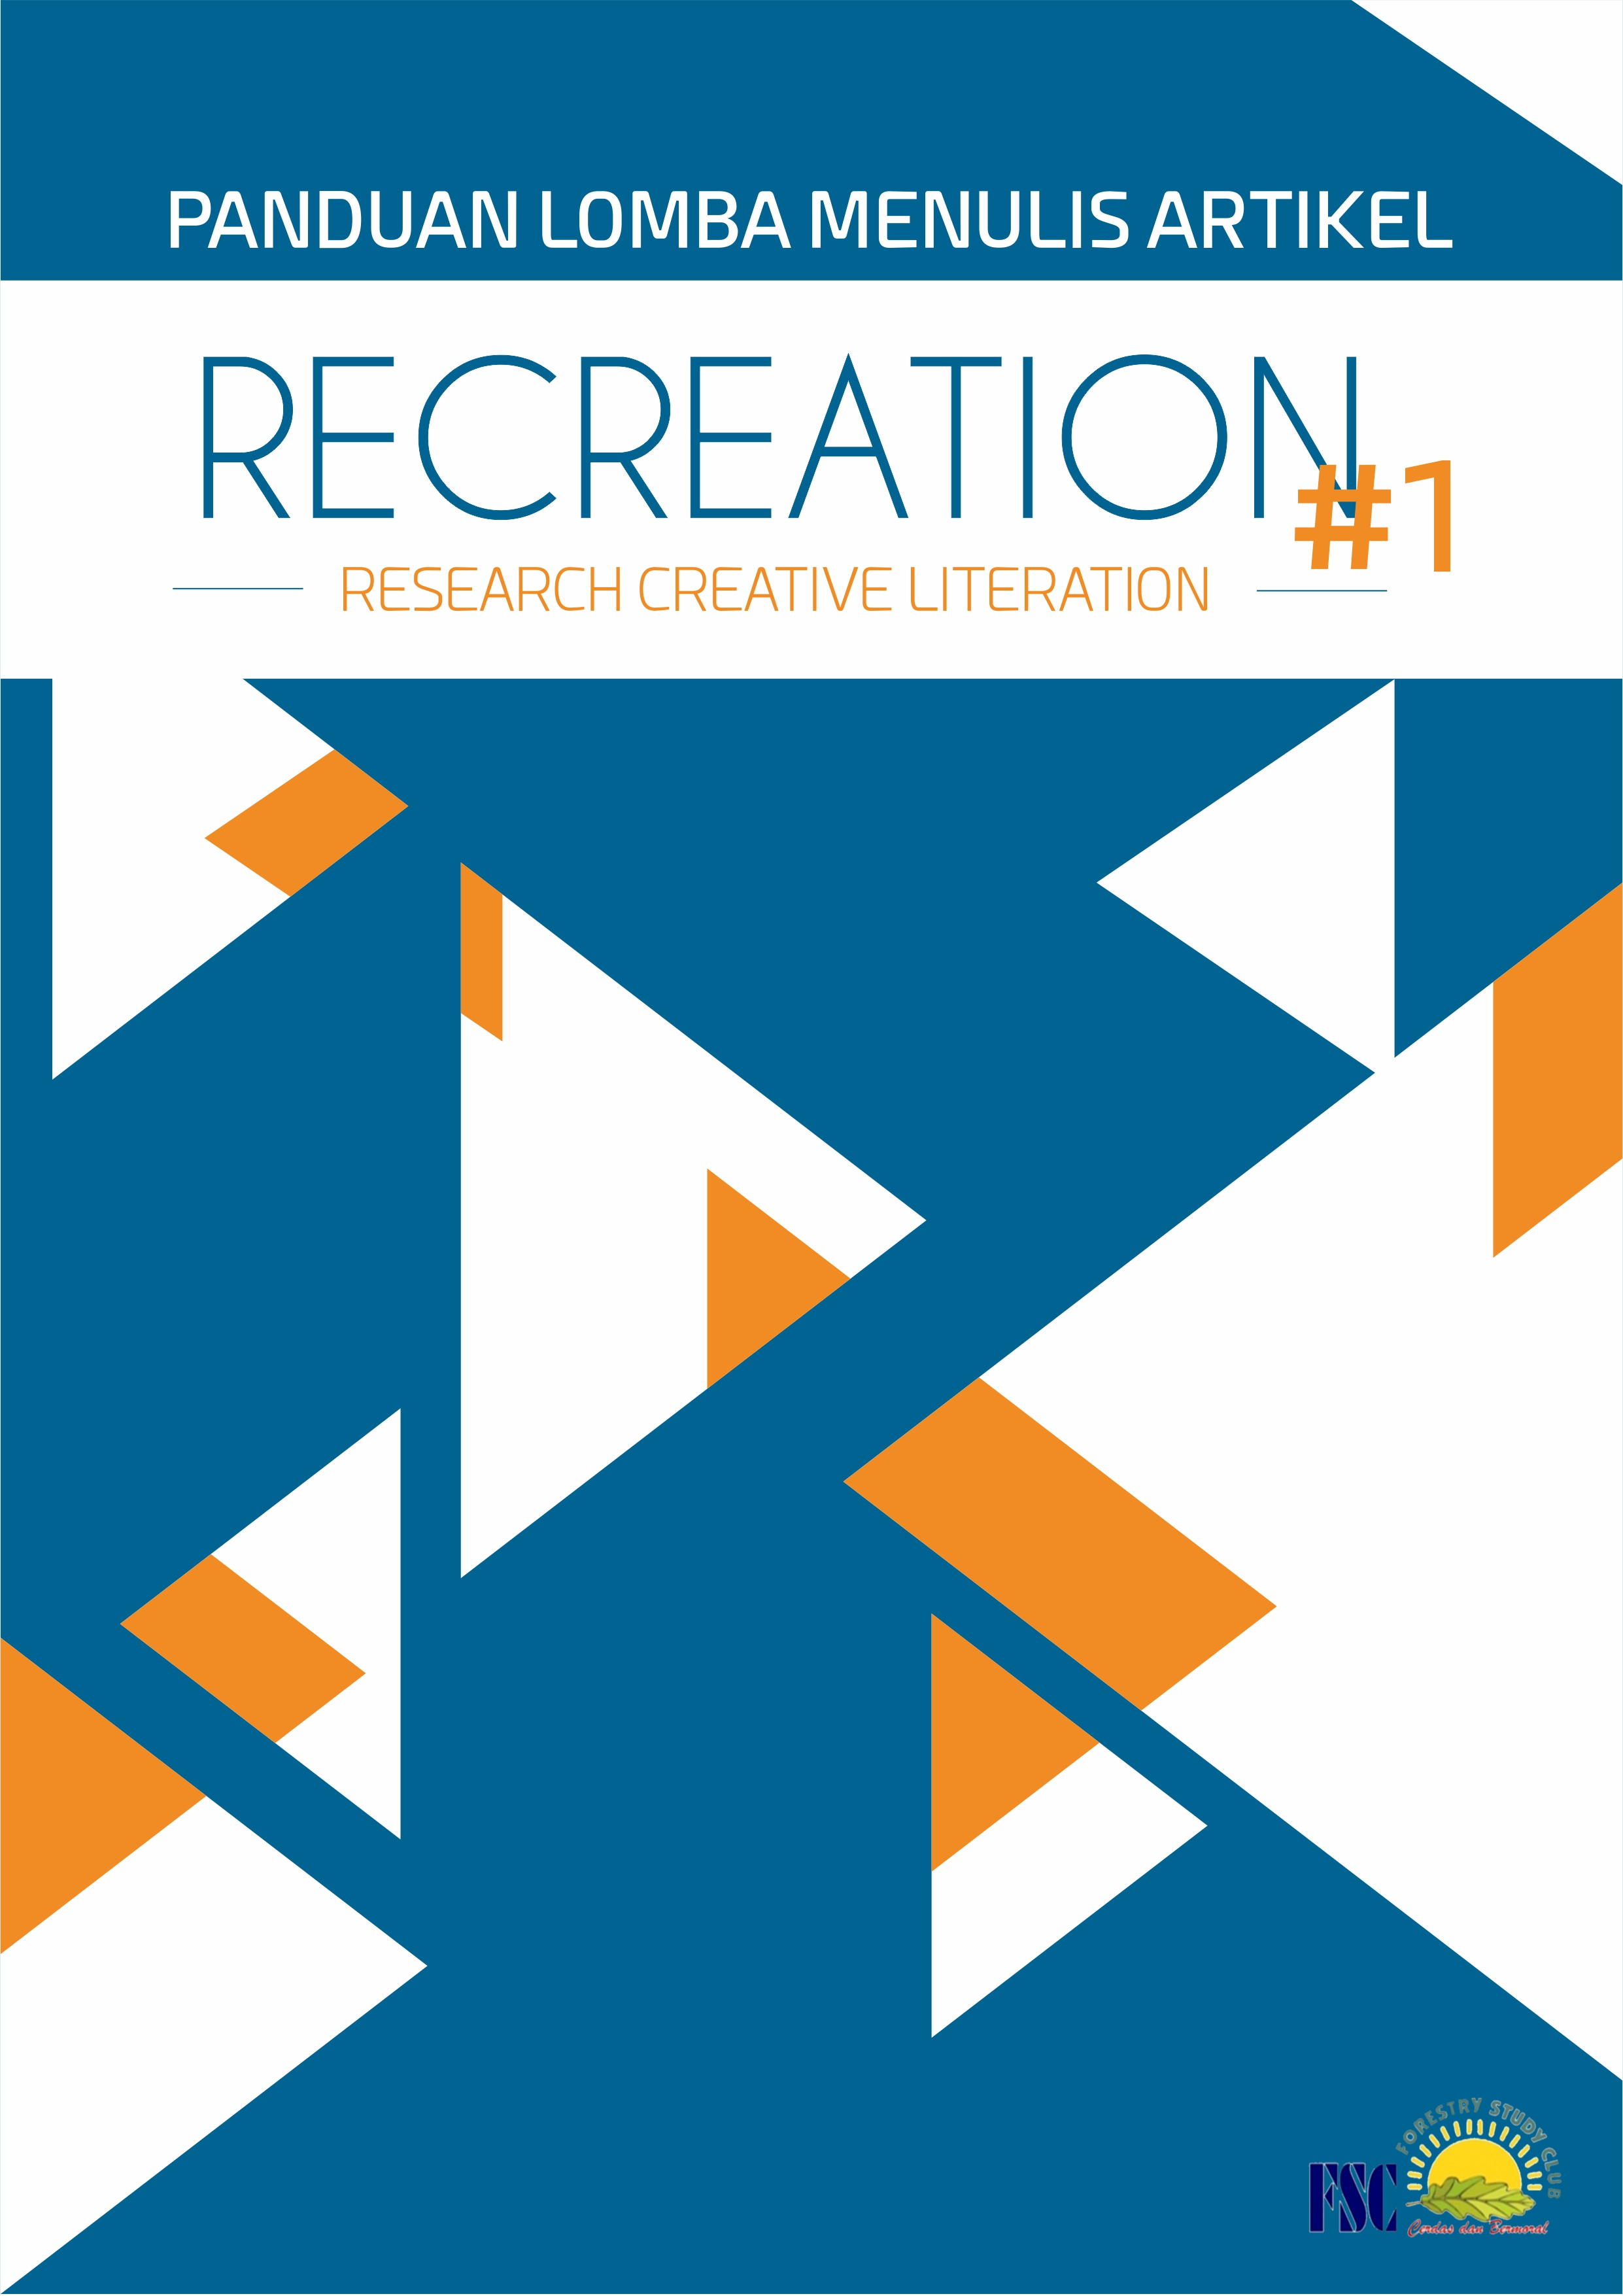 PANDUAN LOMBA MENULIS ARTIKEL
RECREATION
#1
RESEARCH CREATIVE LITERATION
FORESTRY STUDY CLUB
FSC
Cerdas dan Bermoral